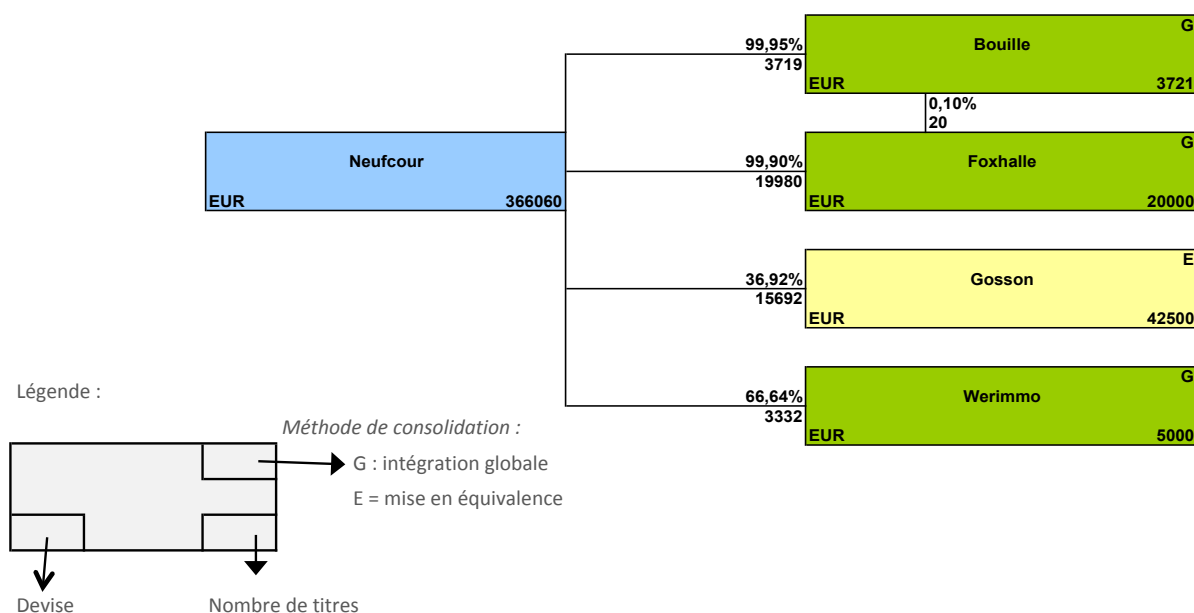 99,95%
3719
G
Bouille
EUR 3721
0,10%
20
Neufcour
EUR 366060
99,90%
19980
G
Foxhalle
EUR 20000
36,92%
15692
E
Gosson
EUR 42500
66,64%
3332
G
Werimmo
EUR 5000
Légende :
Méthode de consolidation :
G : intégration globale
E = mise en équivalence
Devise
Nombre de titres